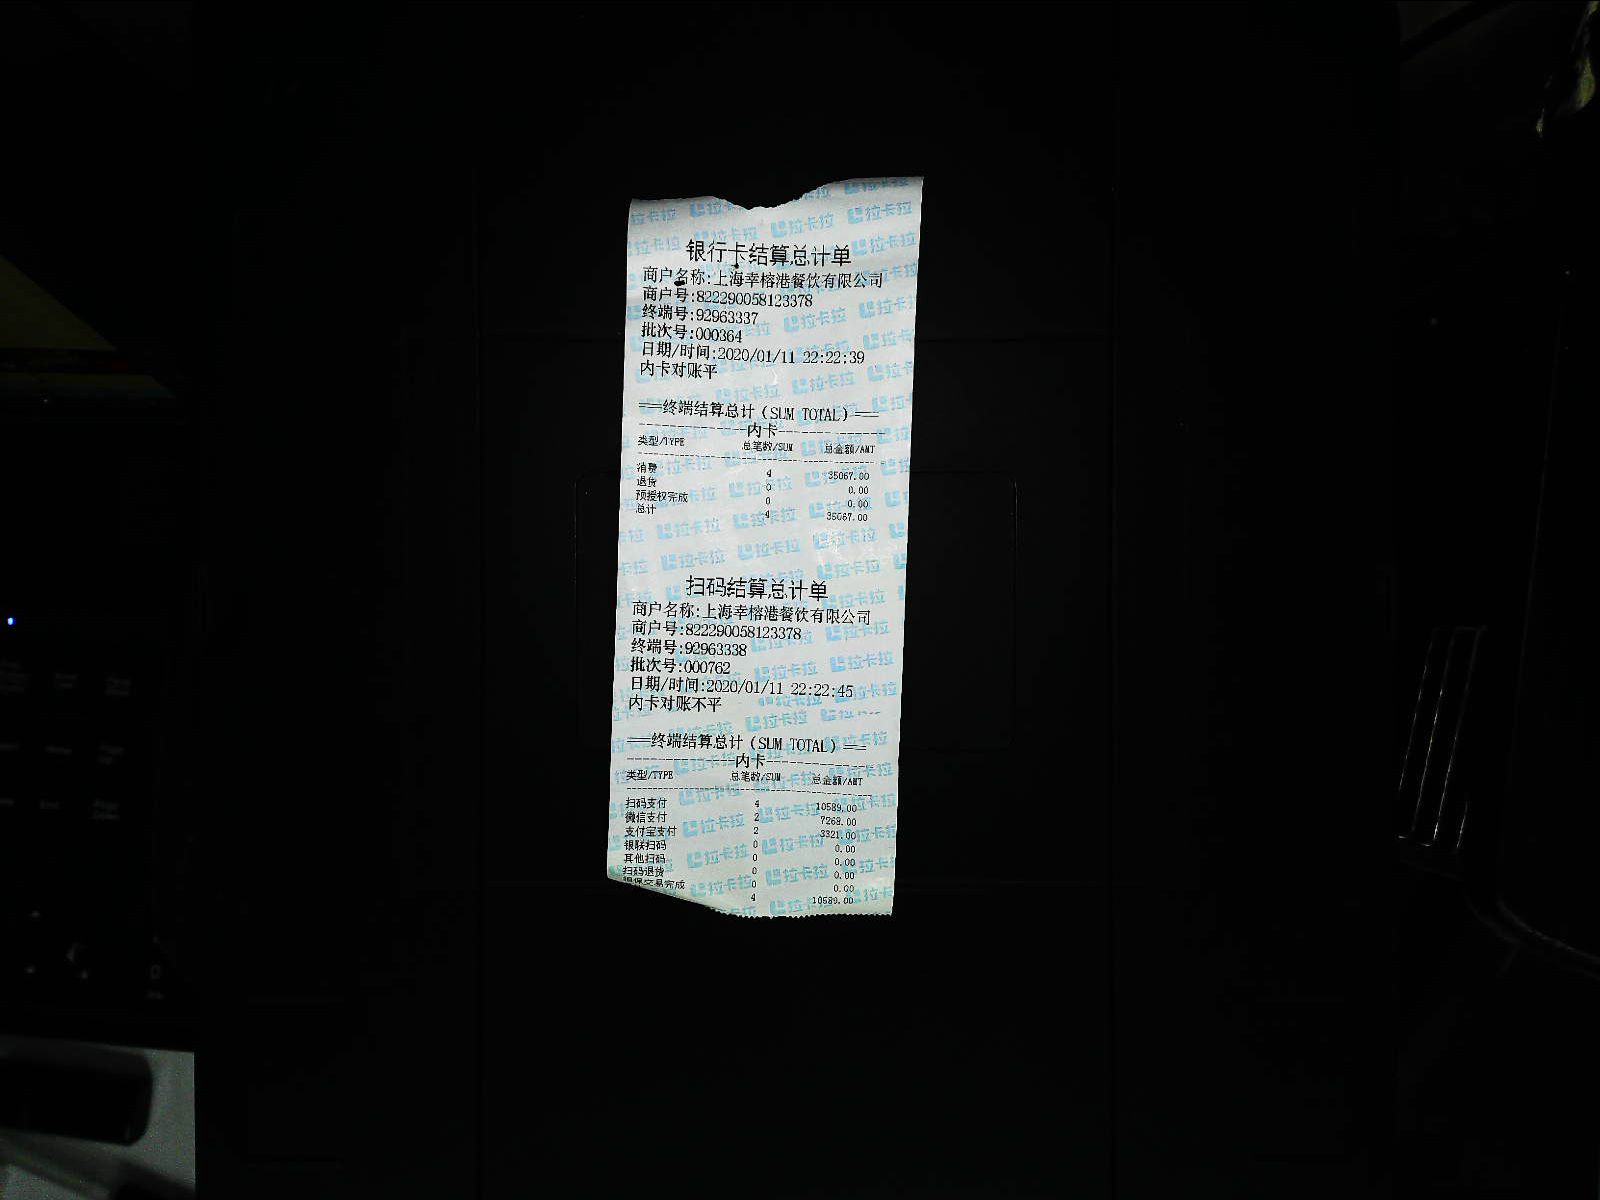 银行卡结算总计单
商户名称:上海幸榕港餐饮有限公司
商户号:822290058123378
终端号:92963337
批次号:000364
日期/时间:2020/01/11 22:22:39
内卡对账平
===终端结算总计(SUM TOTAL)===
内卡
类型/TYPE 总笔数/SUM 总金额/AMT
消费 4 35067.00
退货 0 0.00
预授权完成 0 0.00
总计 4 35067.00
扫码结算总计单
商户名称:上海幸榕港餐饮有限公司
商户号:822290058123378
终端号:92963338
批次号:000762
日期/时间:2020/01/11 22:22:45
内卡对账不平
===终端结算总计(SUM TOTAL)===
内卡
类型/TYPE 总笔数/SUM 总金额/AMT
扫码支付 4 10589.00
微信支付 2 7268.00
支付宝支付 2 3321.00
银联扫码 0 0.00
其他扫码 0 0.00
扫码退货 0 0.00
交易完成 0 0.00
4 10589.00
拉卡拉